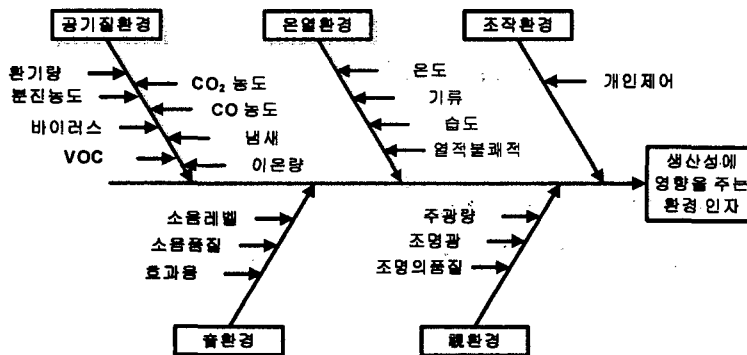 공기질환경
온열환경
조작환경
환기량
CO₂ 농도
분진농도
CO 농도
바이러스
냄새
VOC
이온량
온도
기류
습도
열적불쾌적
개인제어
생산성에
영향을 주는
환경 인자
소음레벨
소음품질
효과음
주광량
조명광
조명의품질
音환경
視환경